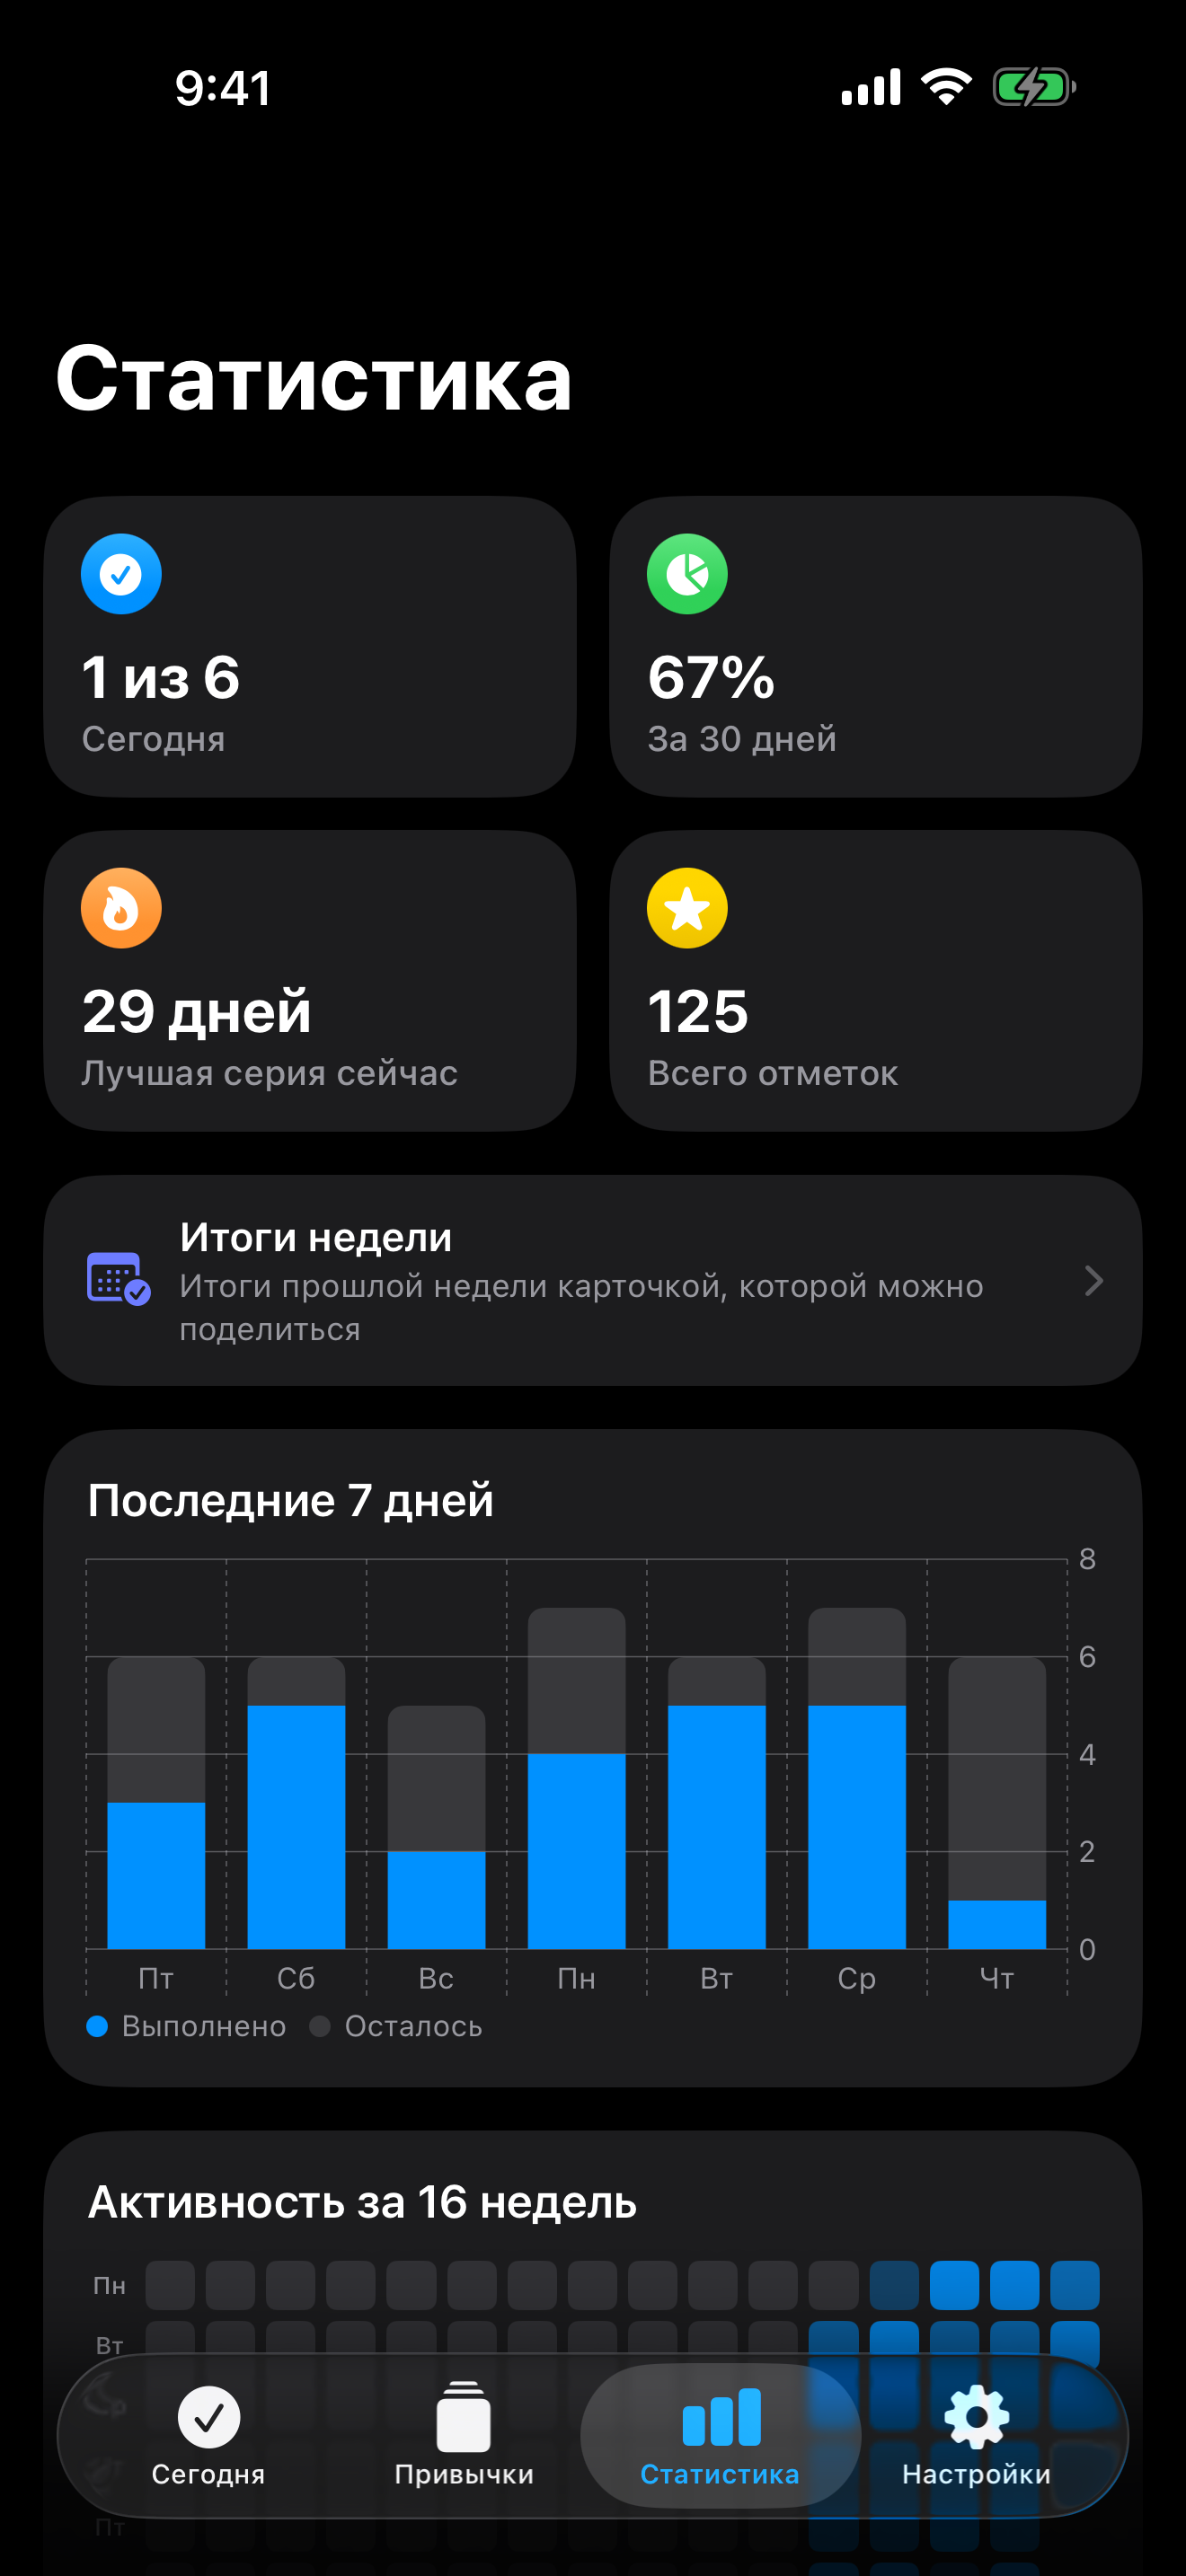 9:41
Статистика
1 из 6
Сегодня
67%
За 30 дней
29 дней
Лучшая серия сейчас
125
Всего отметок
Итоги недели
Итоги прошлой недели карточкой, которой можно
поделиться
Последние 7 дней
8
6
4
2
0
Пт Сб Вс Пн Вт Ср Чт
Выполнено Осталось
Активность за 16 недель
Пн
Вт
Сегодня Привычки Статистика Настройки
Пт